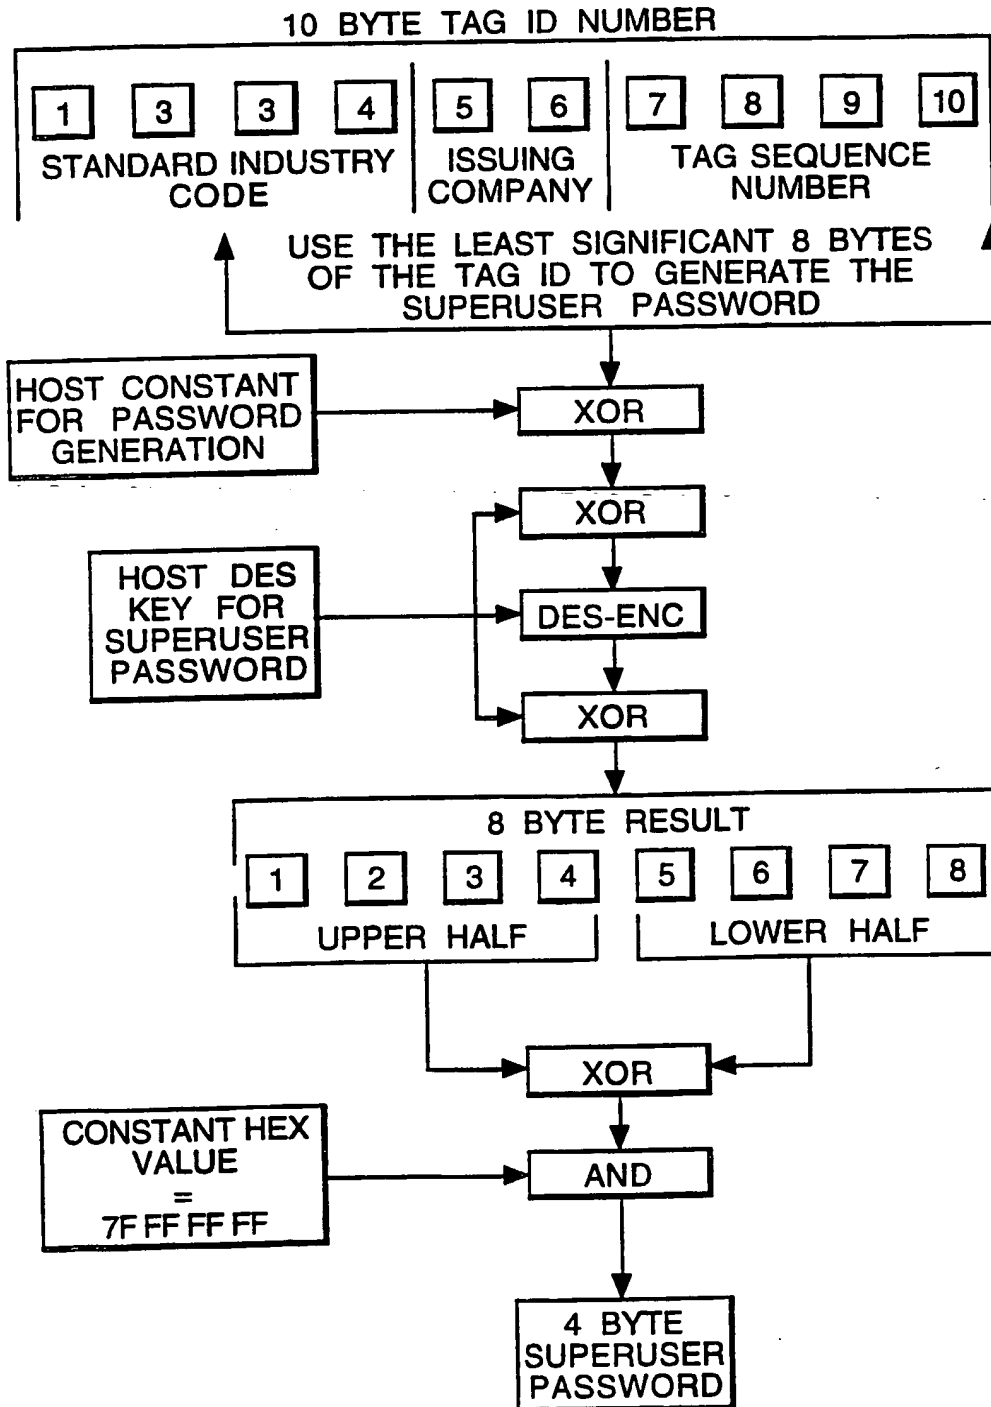 10 BYTE TAG ID NUMBER
1 3 3 4 5 6 7 8 9 10
STANDARD INDUSTRY
CODE
ISSUING
COMPANY
TAG SEQUENCE
NUMBER
USE THE LEAST SIGNIFICANT 8 BYTES
OF THE TAG ID TO GENERATE THE
SUPERUSER PASSWORD
HOST CONSTANT
FOR PASSWORD
GENERATION
XOR
XOR
HOST DES
KEY FOR
SUPERUSER
PASSWORD
DES-ENC
XOR
8 BYTE RESULT
1 2 3 4 5 6 7 8
UPPER HALF
LOWER HALF
XOR
CONSTANT HEX
VALUE
=
7F FF FF FF
AND
4 BYTE
SUPERUSER
PASSWORD